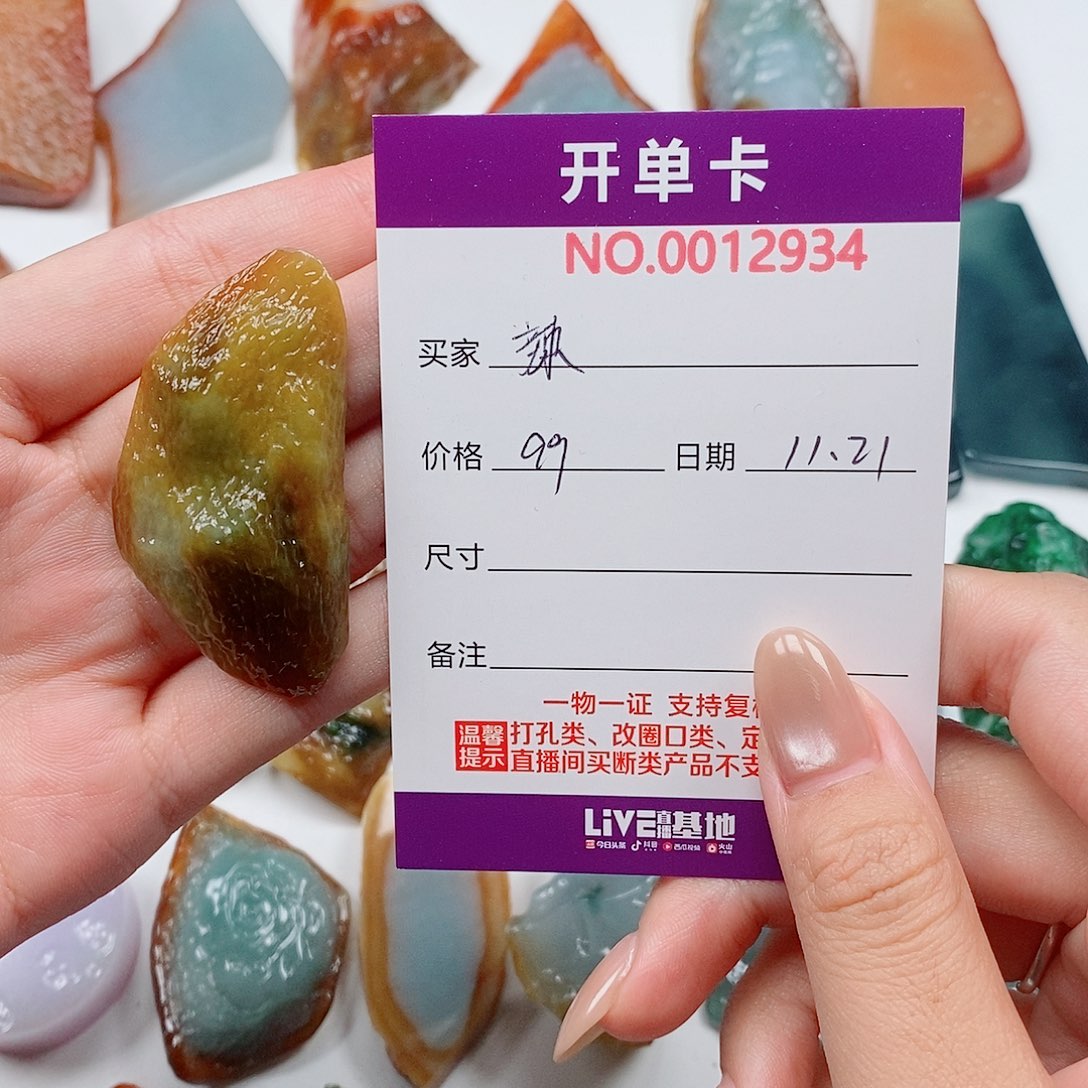 开单卡
NO.0012934
买家 辣
价格 99 日期 11.21
尺寸
备注
一物一证 支持复
温馨提示
打孔类、改圈口类、定
直播间买断类产品不支
LiVE直播基地
今日头条 抖音 西瓜视频 火山